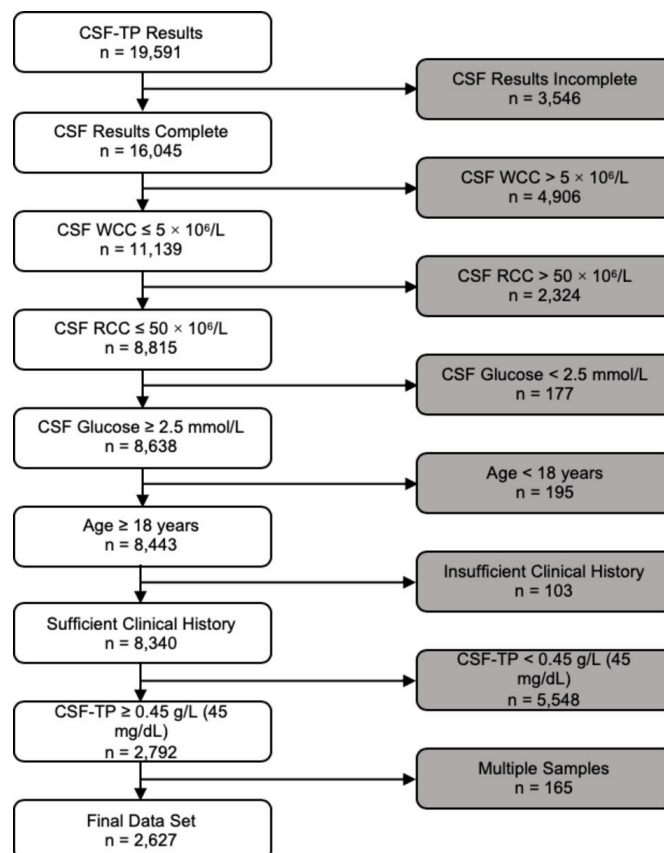 CSF-TP Results
n = 19,591
CSF Results Incomplete
n = 3,546
CSF Results Complete
n = 16,045
CSF WCC > 5 × 10⁶/L
n = 4,906
CSF WCC ≤ 5 × 10⁶/L
n = 11,139
CSF RCC > 50 × 10⁶/L
n = 2,324
CSF RCC ≤ 50 × 10⁶/L
n = 8,815
CSF Glucose < 2.5 mmol/L
n = 177
CSF Glucose ≥ 2.5 mmol/L
n = 8,638
Age < 18 years
n = 195
Age ≥ 18 years
n = 8,443
Insufficient Clinical History
n = 103
Sufficient Clinical History
n = 8,340
CSF-TP < 0.45 g/L (45
mg/dL)
n = 5,548
CSF-TP ≥ 0.45 g/L (45
mg/dL)
n = 2,792
Multiple Samples
n = 165
Final Data Set
n = 2,627